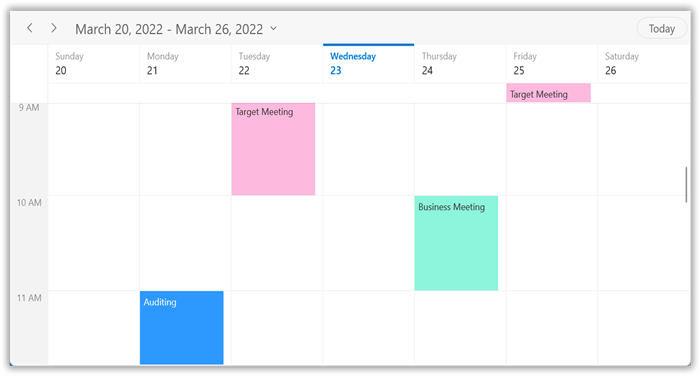 March 20, 2022 - March 26, 2022
Today
Sunday Monday Tuesday Wednesday Thursday Friday Saturday
20 21 22 23 24 25 26
Target Meeting
9 AM
Target Meeting
10 AM
Business Meeting
11 AM
Auditing